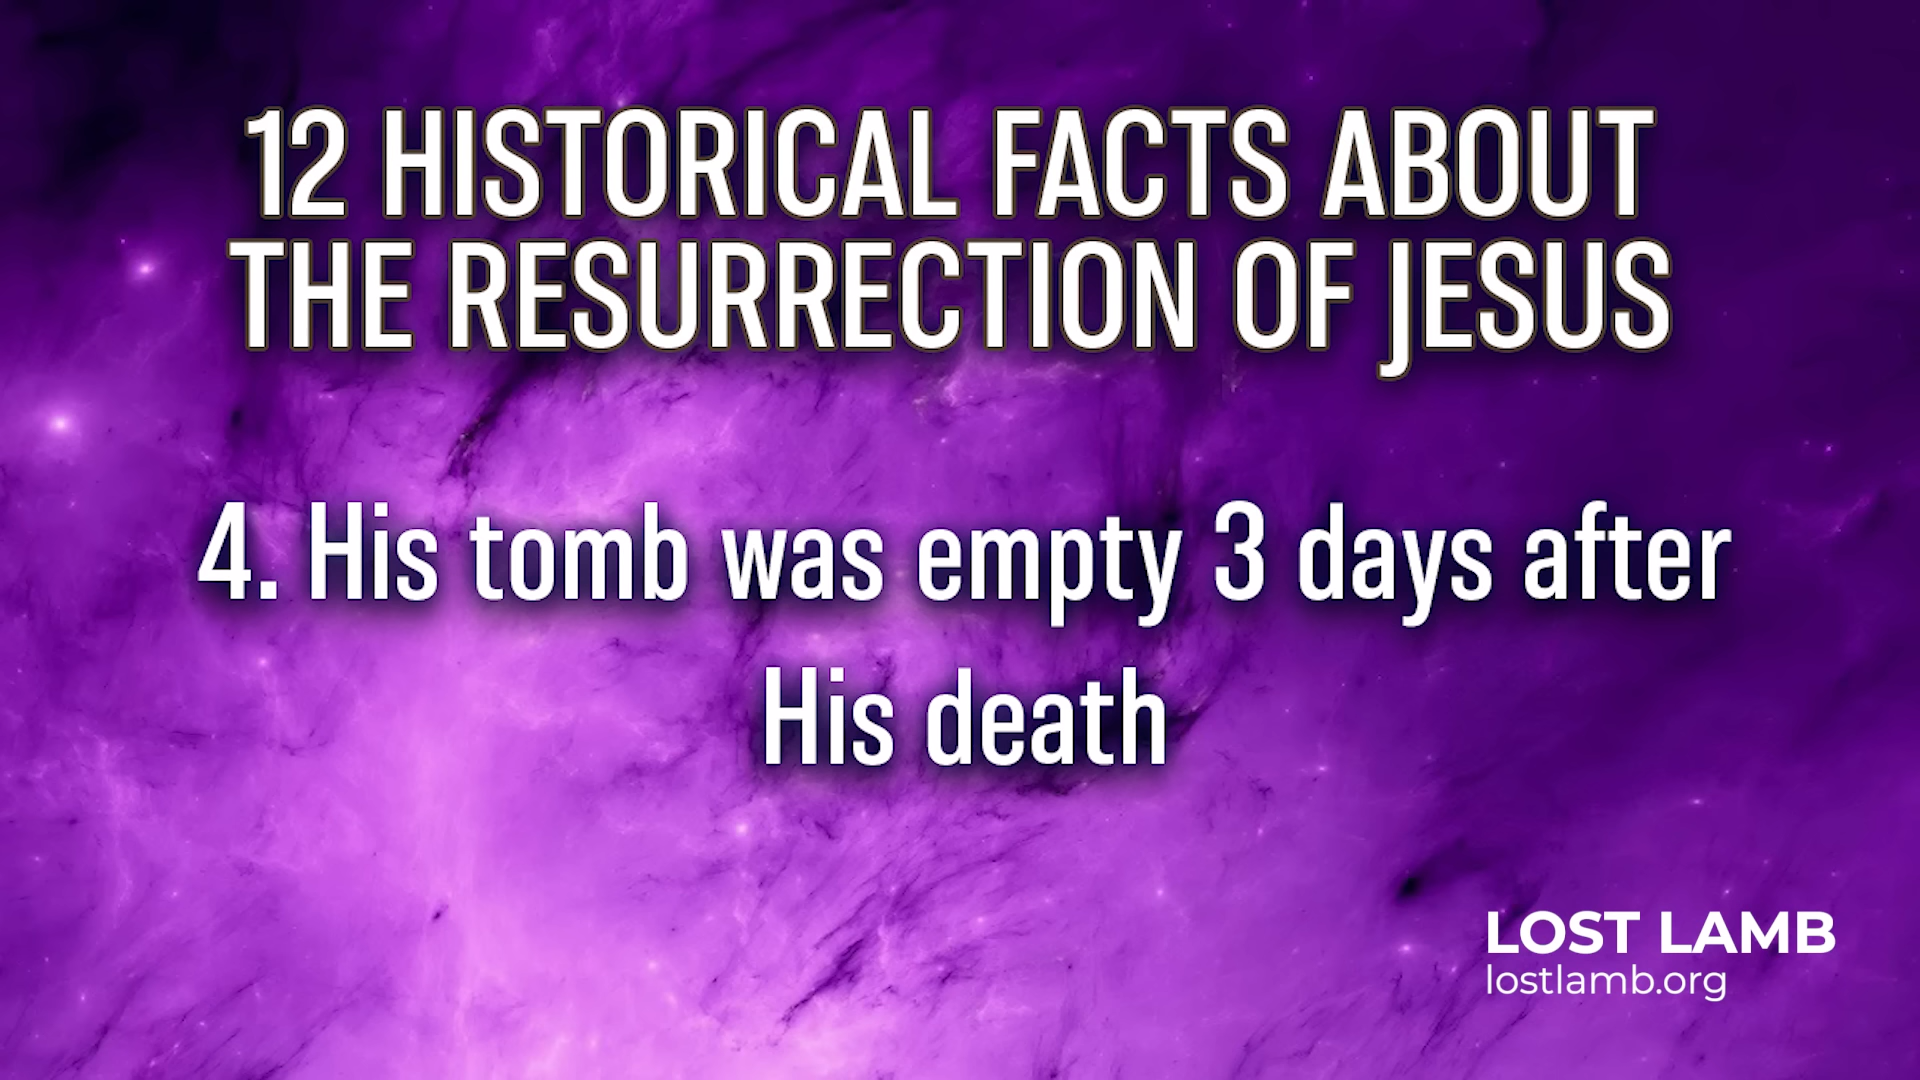 12 HISTORICAL FACTS ABOUT
THE RESURRECTION OF JESUS
4. His tomb was empty 3 days after
His death
LOST LAMB
lostlamb.org